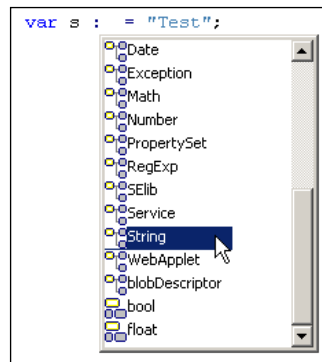 var s :  = "Test";
Date
Exception
Math
Number
PropertySet
RegExp
SElib
Service
String
WebApplet
blobDescriptor
bool
float